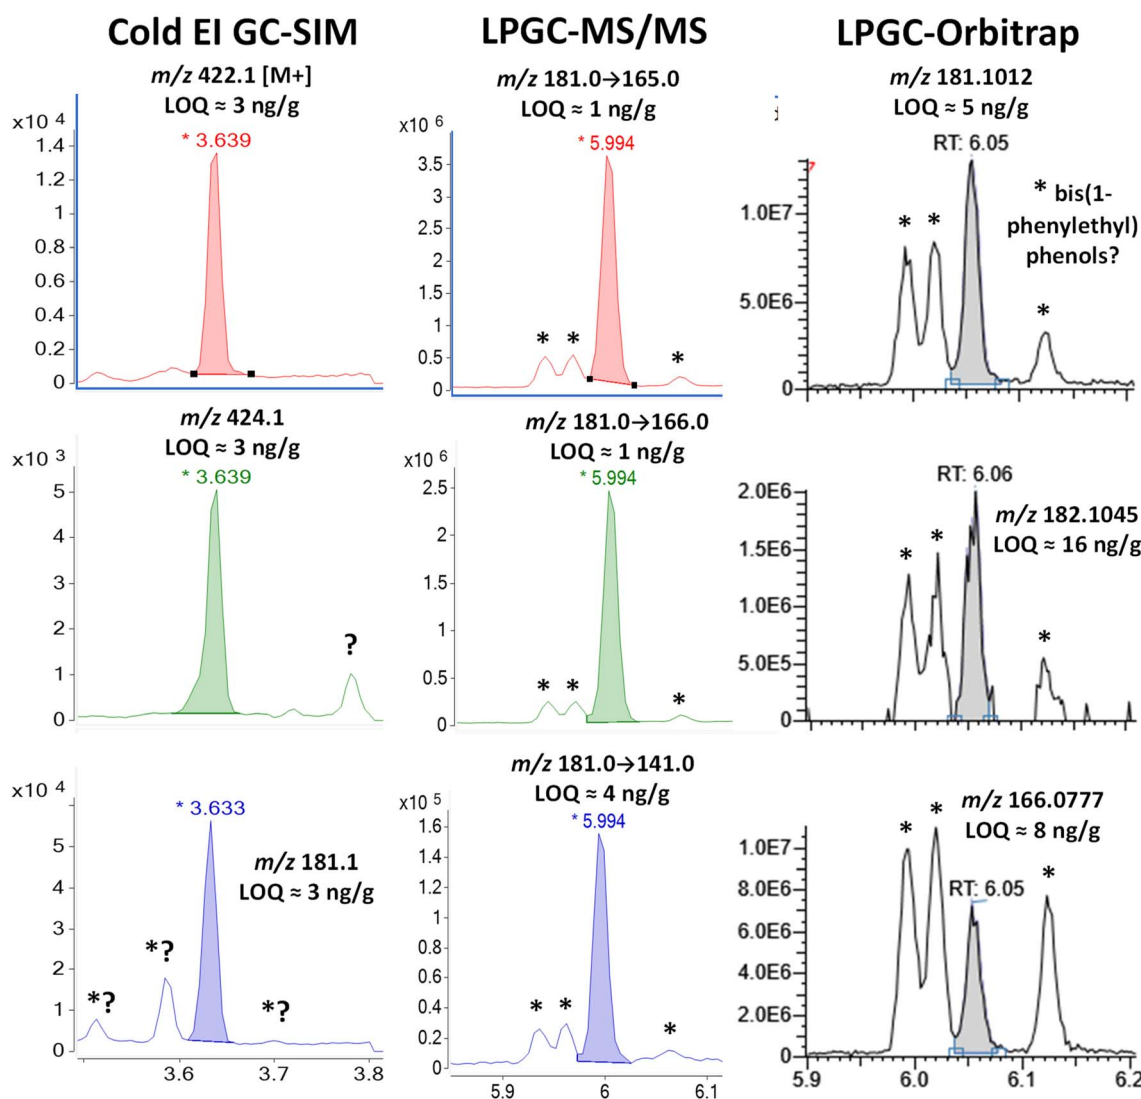 Cold EI GC-SIM
m/z 422.1 [M+]
LOQ ≈ 3 ng/g
x10 4
* 3.639
1.4
1.2
1
0.8
0.6
0.4
0.2
0
m/z 424.1
LOQ ≈ 3 ng/g
x10 3
* 3.639
5
4
3
2
1
0
?
x10 4
* 3.633
m/z 181.1
LOQ ≈ 3 ng/g
5
4
3
2
1
0
*?
*?
*?
3.6
3.7
3.8
LPGC-MS/MS
m/z 181.0→165.0
LOQ ≈ 1 ng/g
x10 6
* 5.994
3.5
3
2.5
2
1.5
1
0.5
0
* * *
m/z 181.0→166.0
LOQ ≈ 1 ng/g
x10 6
* 5.994
2.5
2
1.5
1
0.5
0
* * *
m/z 181.0→141.0
LOQ ≈ 4 ng/g
x10 5
* 5.994
1.6
1.4
1.2
1
0.8
0.6
0.4
0.2
0
* * *
5.9
6
6.1
LPGC-Orbitrap
m/z 181.1012
LOQ ≈ 5 ng/g
RT: 6.05
* bis(1-
phenylethyl)
phenols?
1.0E7
5.0E6
0
* * *
RT: 6.06
m/z 182.1045
LOQ ≈ 16 ng/g
2.0E6
1.5E6
1.0E6
5.0E5
0
* * *
m/z 166.0777
LOQ ≈ 8 ng/g
RT: 6.05
1.0E7
8.0E6
6.0E6
4.0E6
2.0E6
0
* * *
5.9
6.0
6.1
6.2